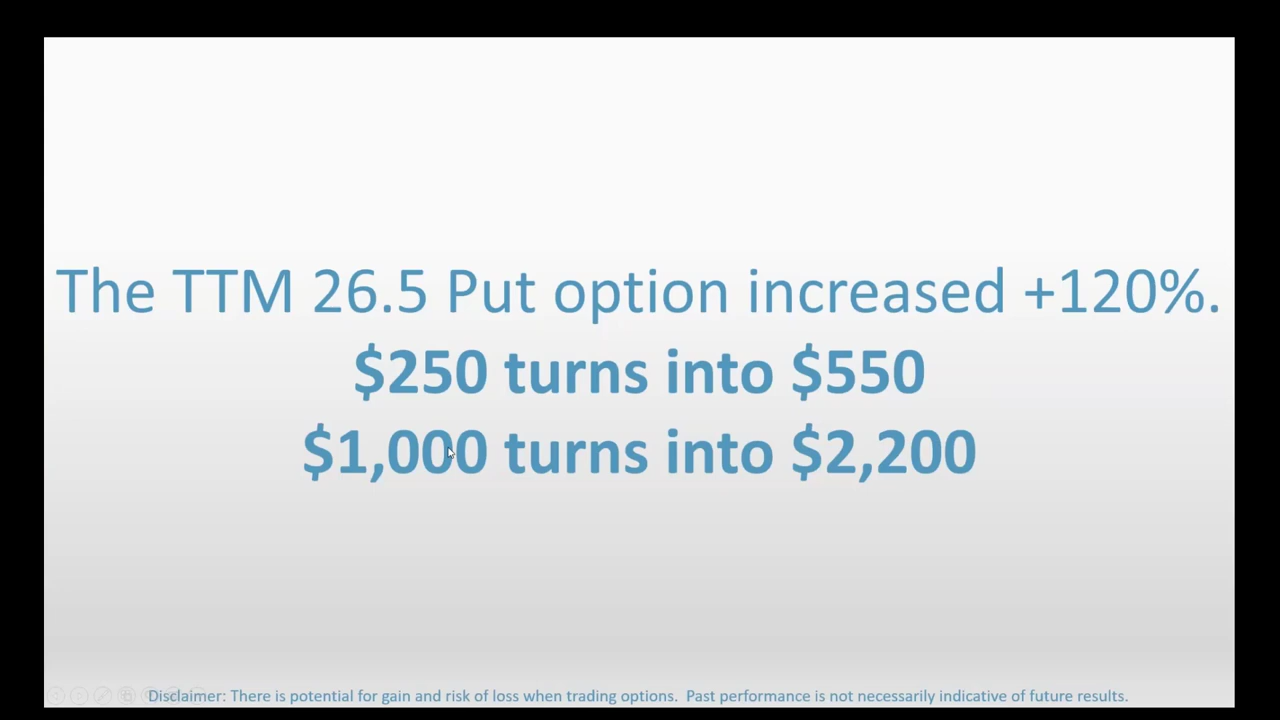 The TTM 26.5 Put option increased +120%.
$250 turns into $550
$1,000 turns into $2,200
Disclaimer: There is potential for gain and risk of loss when trading options.  Past performance is not necessarily indicative of future results.